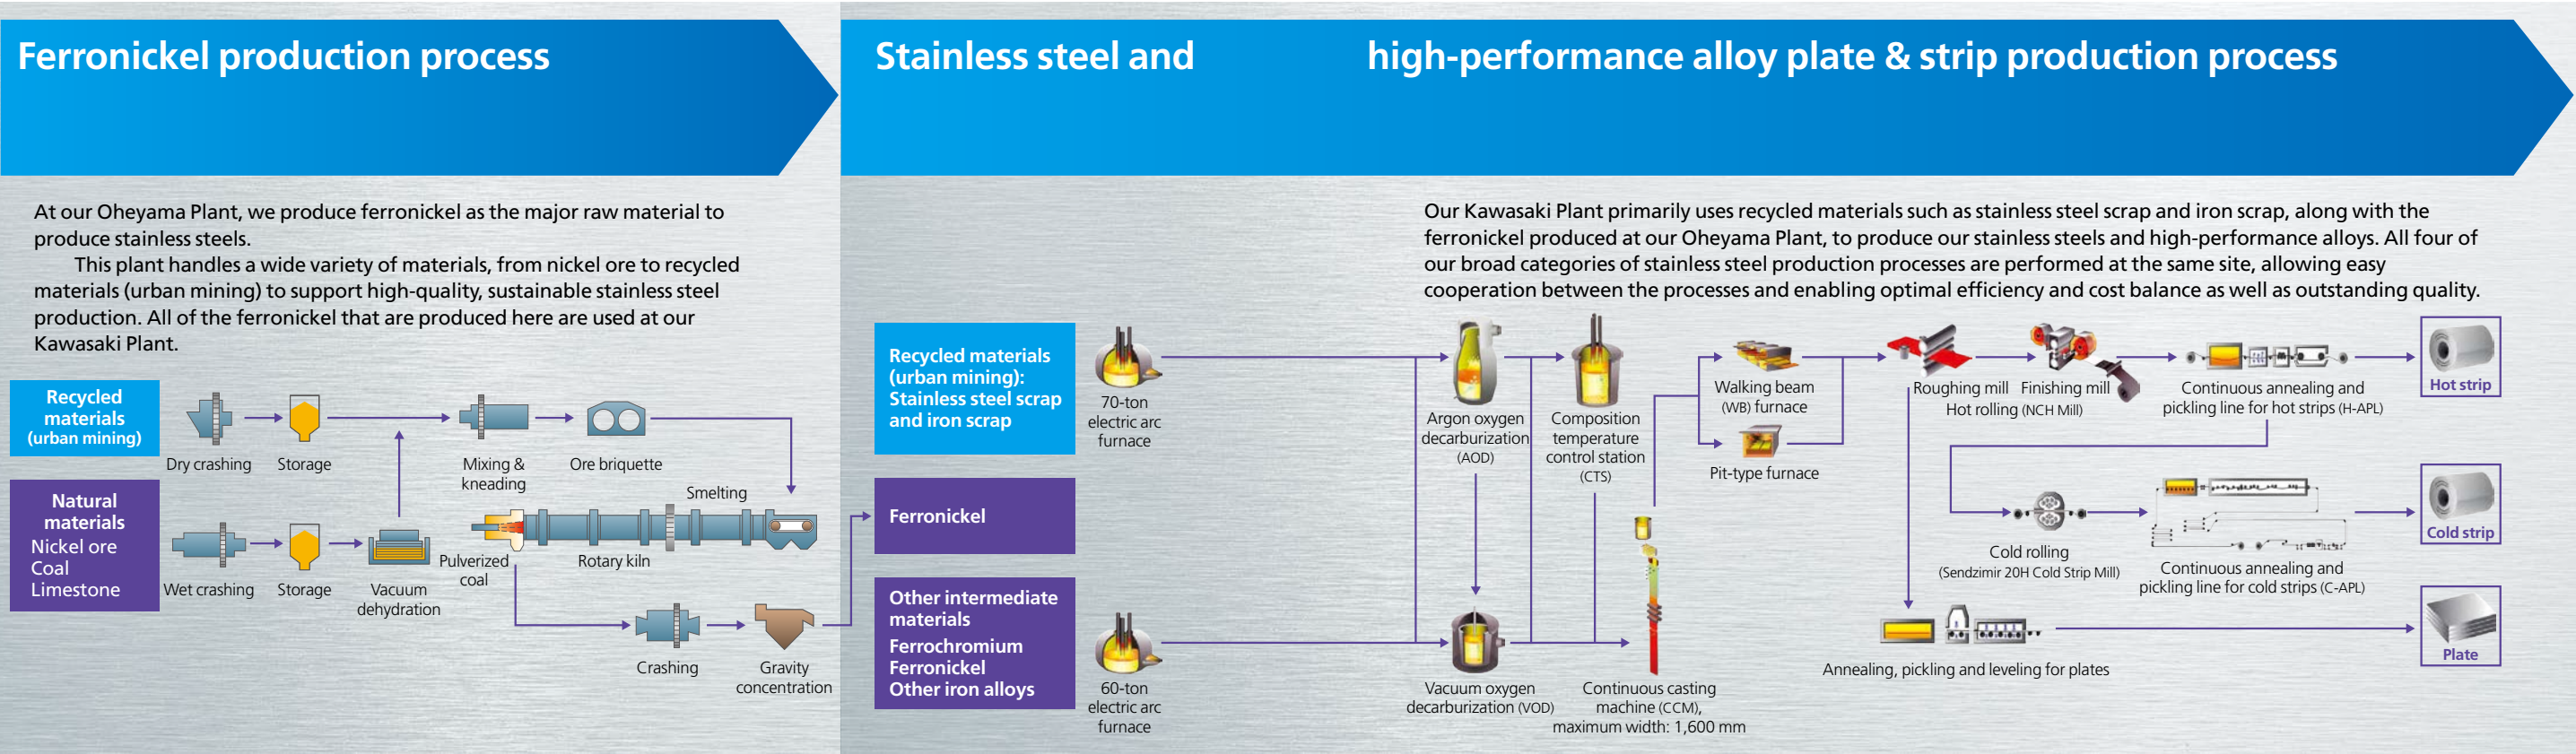 Ferronickel production process
At our Oheyama Plant, we produce ferronickel as the major raw material to
produce stainless steels.
This plant handles a wide variety of materials, from nickel ore to recycled
materials (urban mining) to support high-quality, sustainable stainless steel
production. All of the ferronickel that are produced here are used at our
Kawasaki Plant.
Recycled
materials
(urban mining)
Dry crashing
Storage
Mixing &
kneading
Ore briquette
Natural
materials
Nickel ore
Coal
Limestone
Wet crashing
Storage
Vacuum
dehydration
Pulverized
coal
Smelting
Rotary kiln
Crashing
Gravity
concentration
Stainless steel and high-performance alloy plate & strip production process
Our Kawasaki Plant primarily uses recycled materials such as stainless steel scrap and iron scrap, along with the
ferronickel produced at our Oheyama Plant, to produce our stainless steels and high-performance alloys. All four of
our broad categories of stainless steel production processes are performed at the same site, allowing easy
cooperation between the processes and enabling optimal efficiency and cost balance as well as outstanding quality.
Recycled materials
(urban mining):
Stainless steel scrap
and iron scrap
70-ton
electric arc
furnace
Ferronickel
Other intermediate
materials
Ferrochromium
Ferronickel
Other iron alloys
60-ton
electric arc
furnace
Argon oxygen
decarburization
(AOD)
Composition
temperature
control station
(CTS)
Vacuum oxygen
decarburization (VOD)
Continuous casting
machine (CCM),
maximum width: 1,600 mm
Walking beam
(WB) furnace
Pit-type furnace
Roughing mill
Finishing mill
Hot rolling (NCH Mill)
Continuous annealing and
pickling line for hot strips (H-APL)
Hot strip
Cold rolling
(Sendzimir 20H Cold Strip Mill)
Continuous annealing and
pickling line for cold strips (C-APL)
Cold strip
Annealing, pickling and leveling for plates
Plate